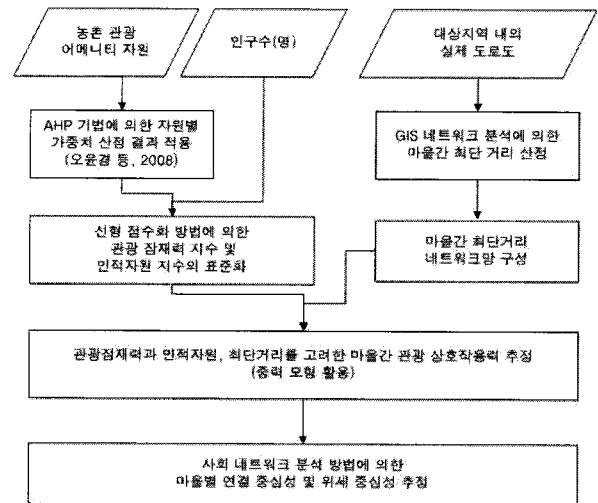 농촌 관광
어메니티 자원
인구수(명)
대상지역 내의
실제 도로도
AHP 기법에 의한 자원별
가중치 산정 결과 적용
(오윤경 등, 2008)
GIS 네트워크 분석에 의한
마을간 최단 거리 산정
선형 점수화 방법에 의한
관광 잠재력 지수 및
인적자원 지수의 표준화
마을간 최단거리
네트워크망 구성
관광잠재력과 인적자원, 최단거리를 고려한 마을간 관광 상호작용력 추정
(중력 모형 활용)
사회 네트워크 분석 방법에 의한
마을별 연결 중심성 및 위세 중심성 추정